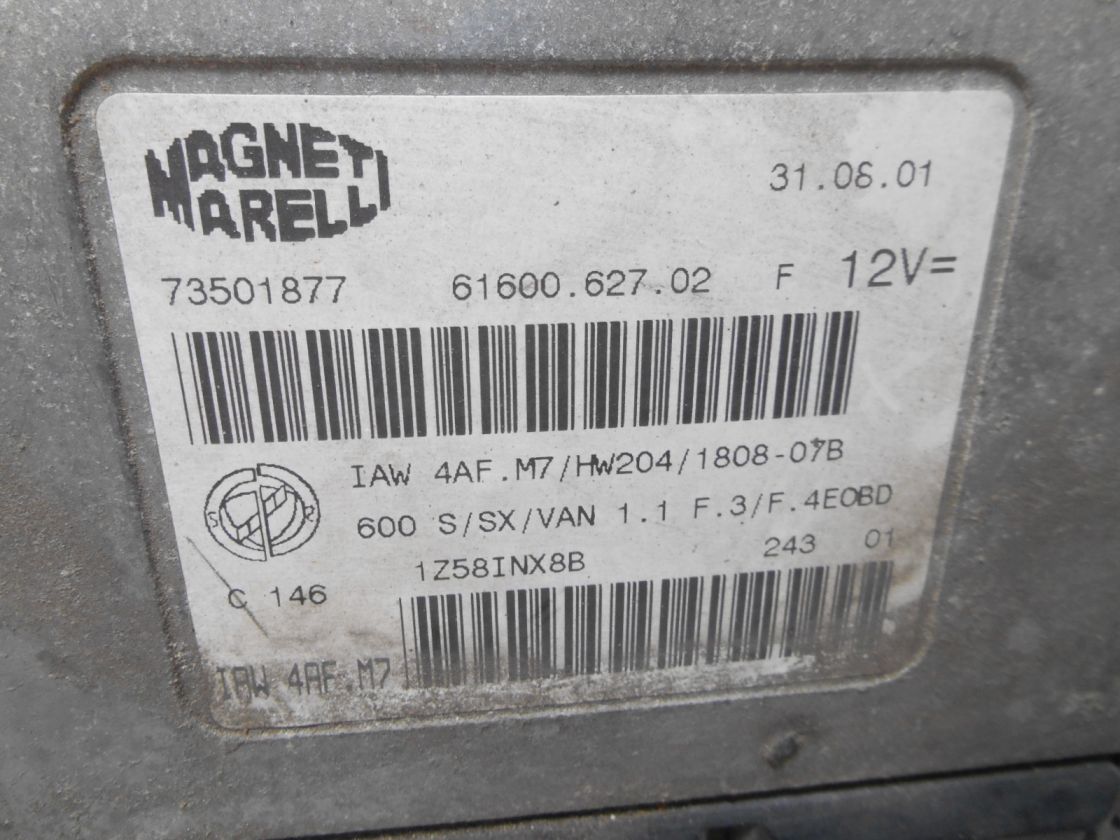 MAGNETI
MARELLI
31.08.01
73501877 61600.627.02 F 12V=
IAW 4AF.M7/HW204/1808-07B
S R
600 S/SX/VAN 1.1 F.3/F.4EOBD
1Z58INX8B 243 01
C 146
IAW 4AF.M7